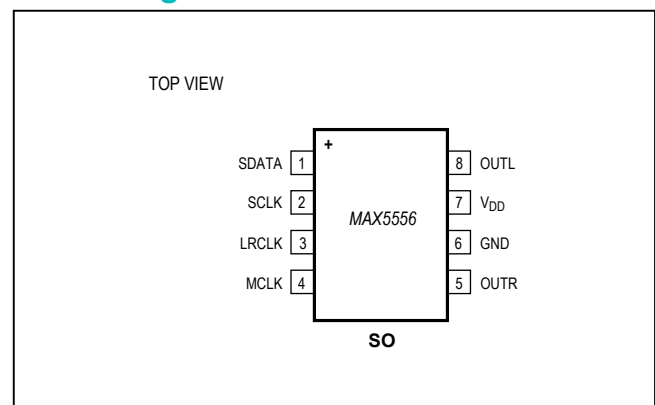 TOP VIEW
+
SDATA 1
SCLK 2
LRCLK 3
MCLK 4
MAX5556
8 OUTL
7 VDD
6 GND
5 OUTR
SO